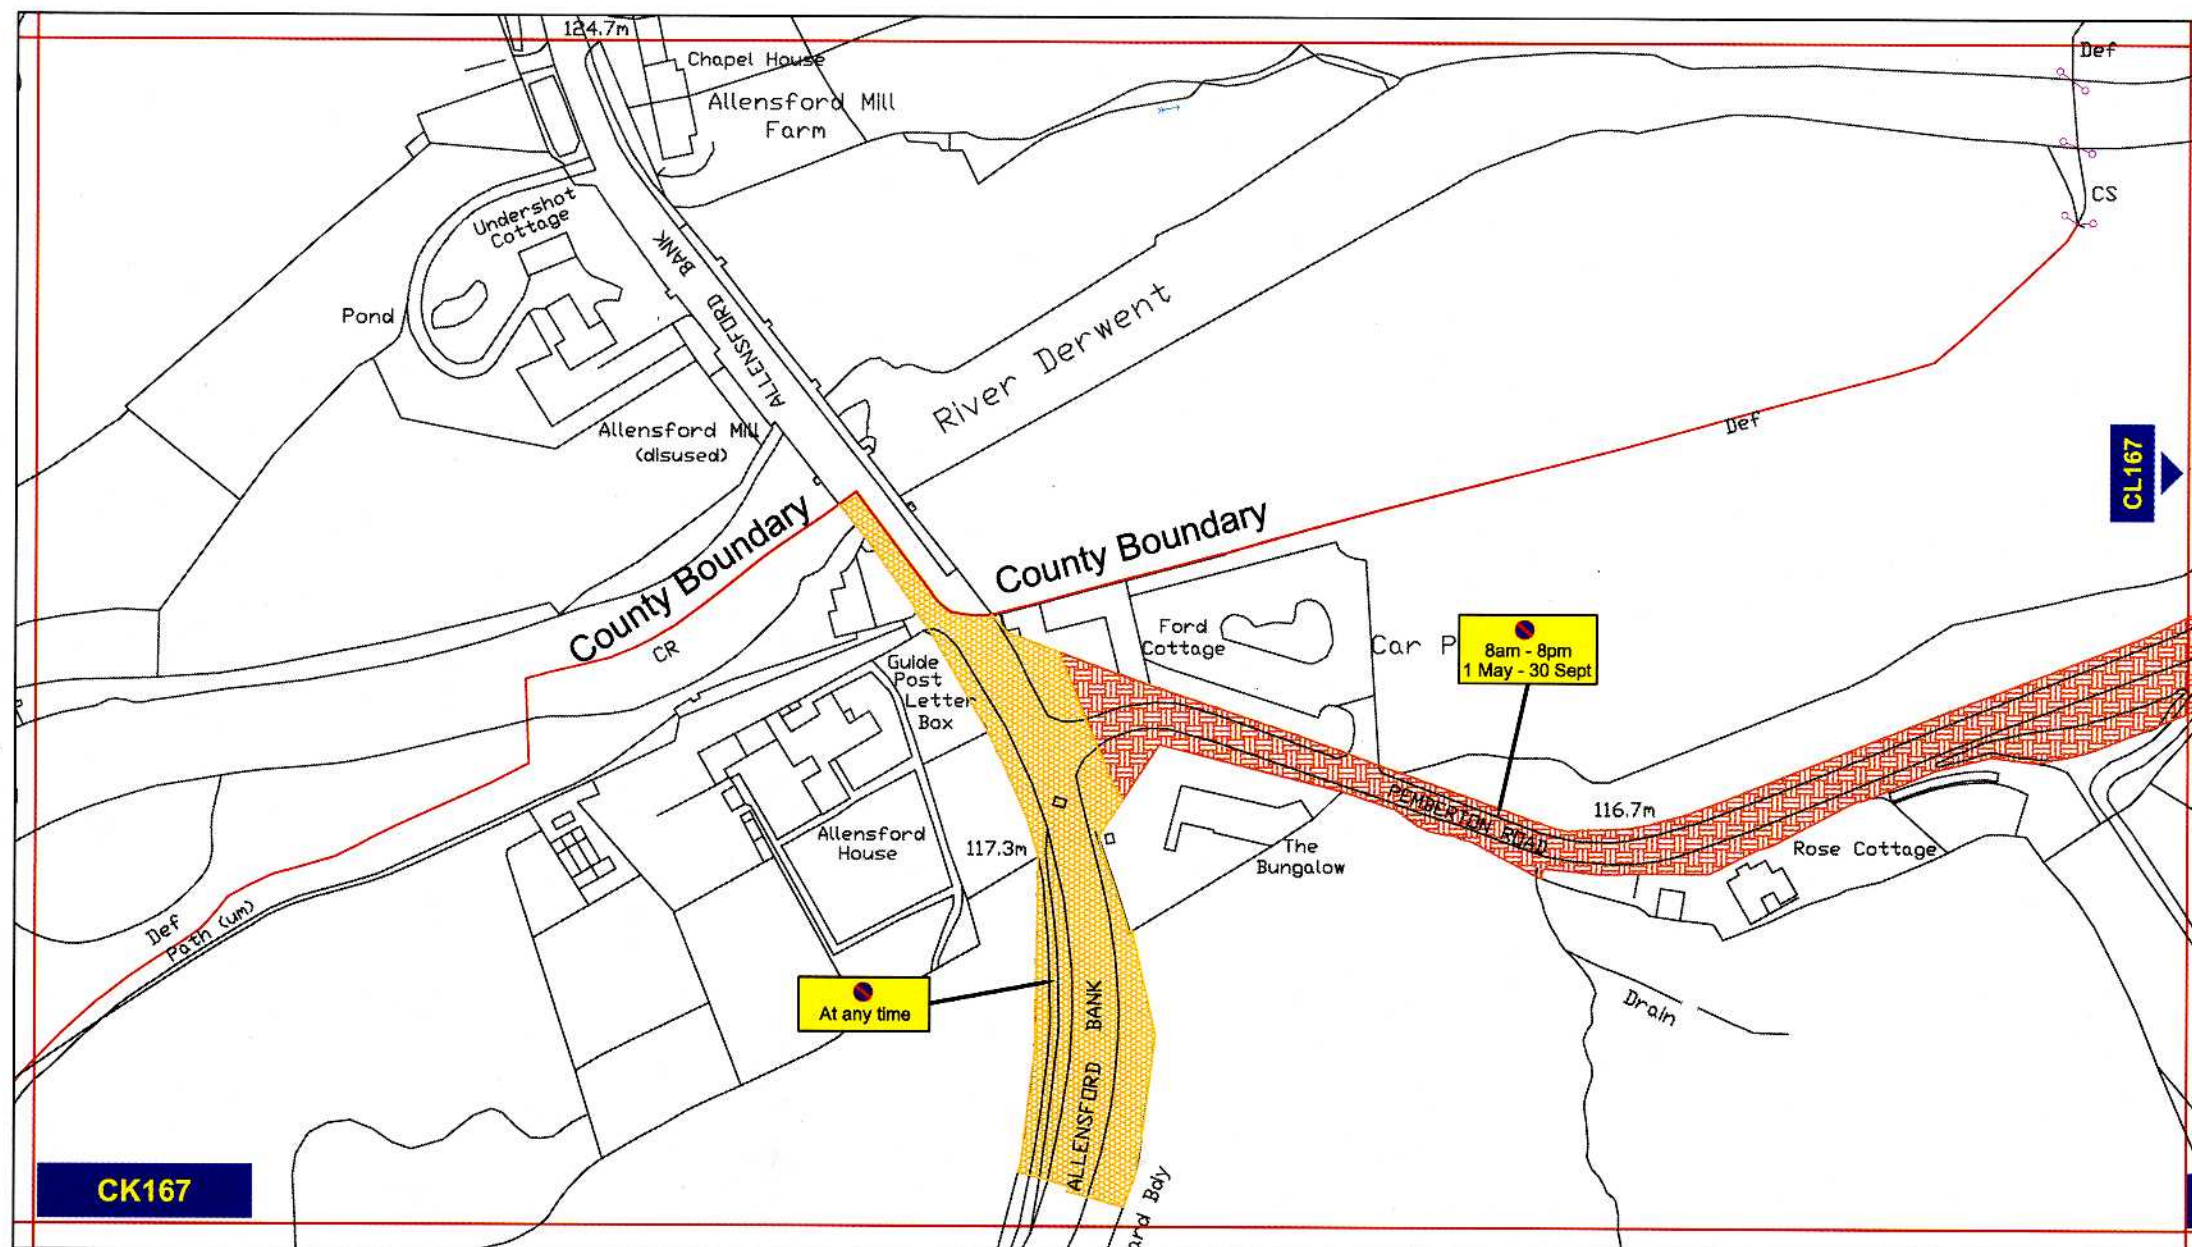 124.7m
Chapel House
Allensford Mill
Farm
Def
CS
Undershot
Cottage
Pond
ALLENSFORD BANK
River Derwent
Allensford Mill
(disused)
Def
CL167
County Boundary
County Boundary
CR
Ford
Cottage
Car P
8am - 8pm
1 May - 30 Sept
Guide
Post
Letter
Box
PEMBERTON ROAD
116.7m
Allensford
House
117.3m
The
Bungalow
Rose Cottage
Def
Path (um)
At any time
ALLENSFORD BANK
Drain
CK167
ard Bdy